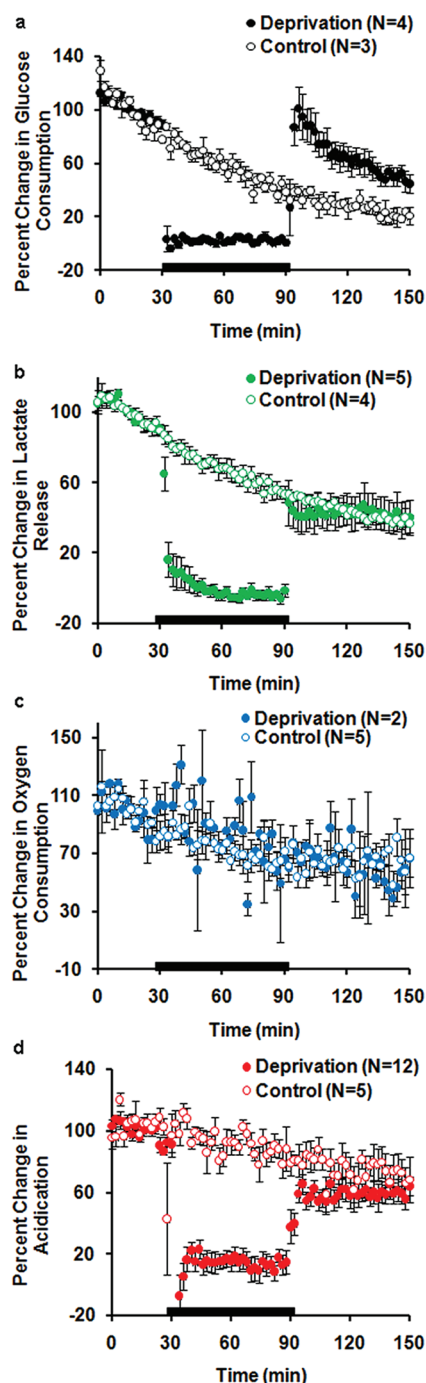 a
Deprivation (N=4)
Control (N=3)
Percent Change in Glucose
Consumption
140
100
60
20
-20
0 30 60 90 120 150
Time (min)
b
Deprivation (N=5)
Control (N=4)
Percent Change in Lactate
Release
100
60
20
-20
0 30 60 90 120 150
Time (min)
c
Deprivation (N=2)
Control (N=5)
Percent Change in Oxygen
Consumption
150
110
70
30
-10
0 30 60 90 120 150
Time (min)
d
Deprivation (N=12)
Control (N=5)
Percent Change in
Acidication
140
100
60
20
-20
0 30 60 90 120 150
Time (min)